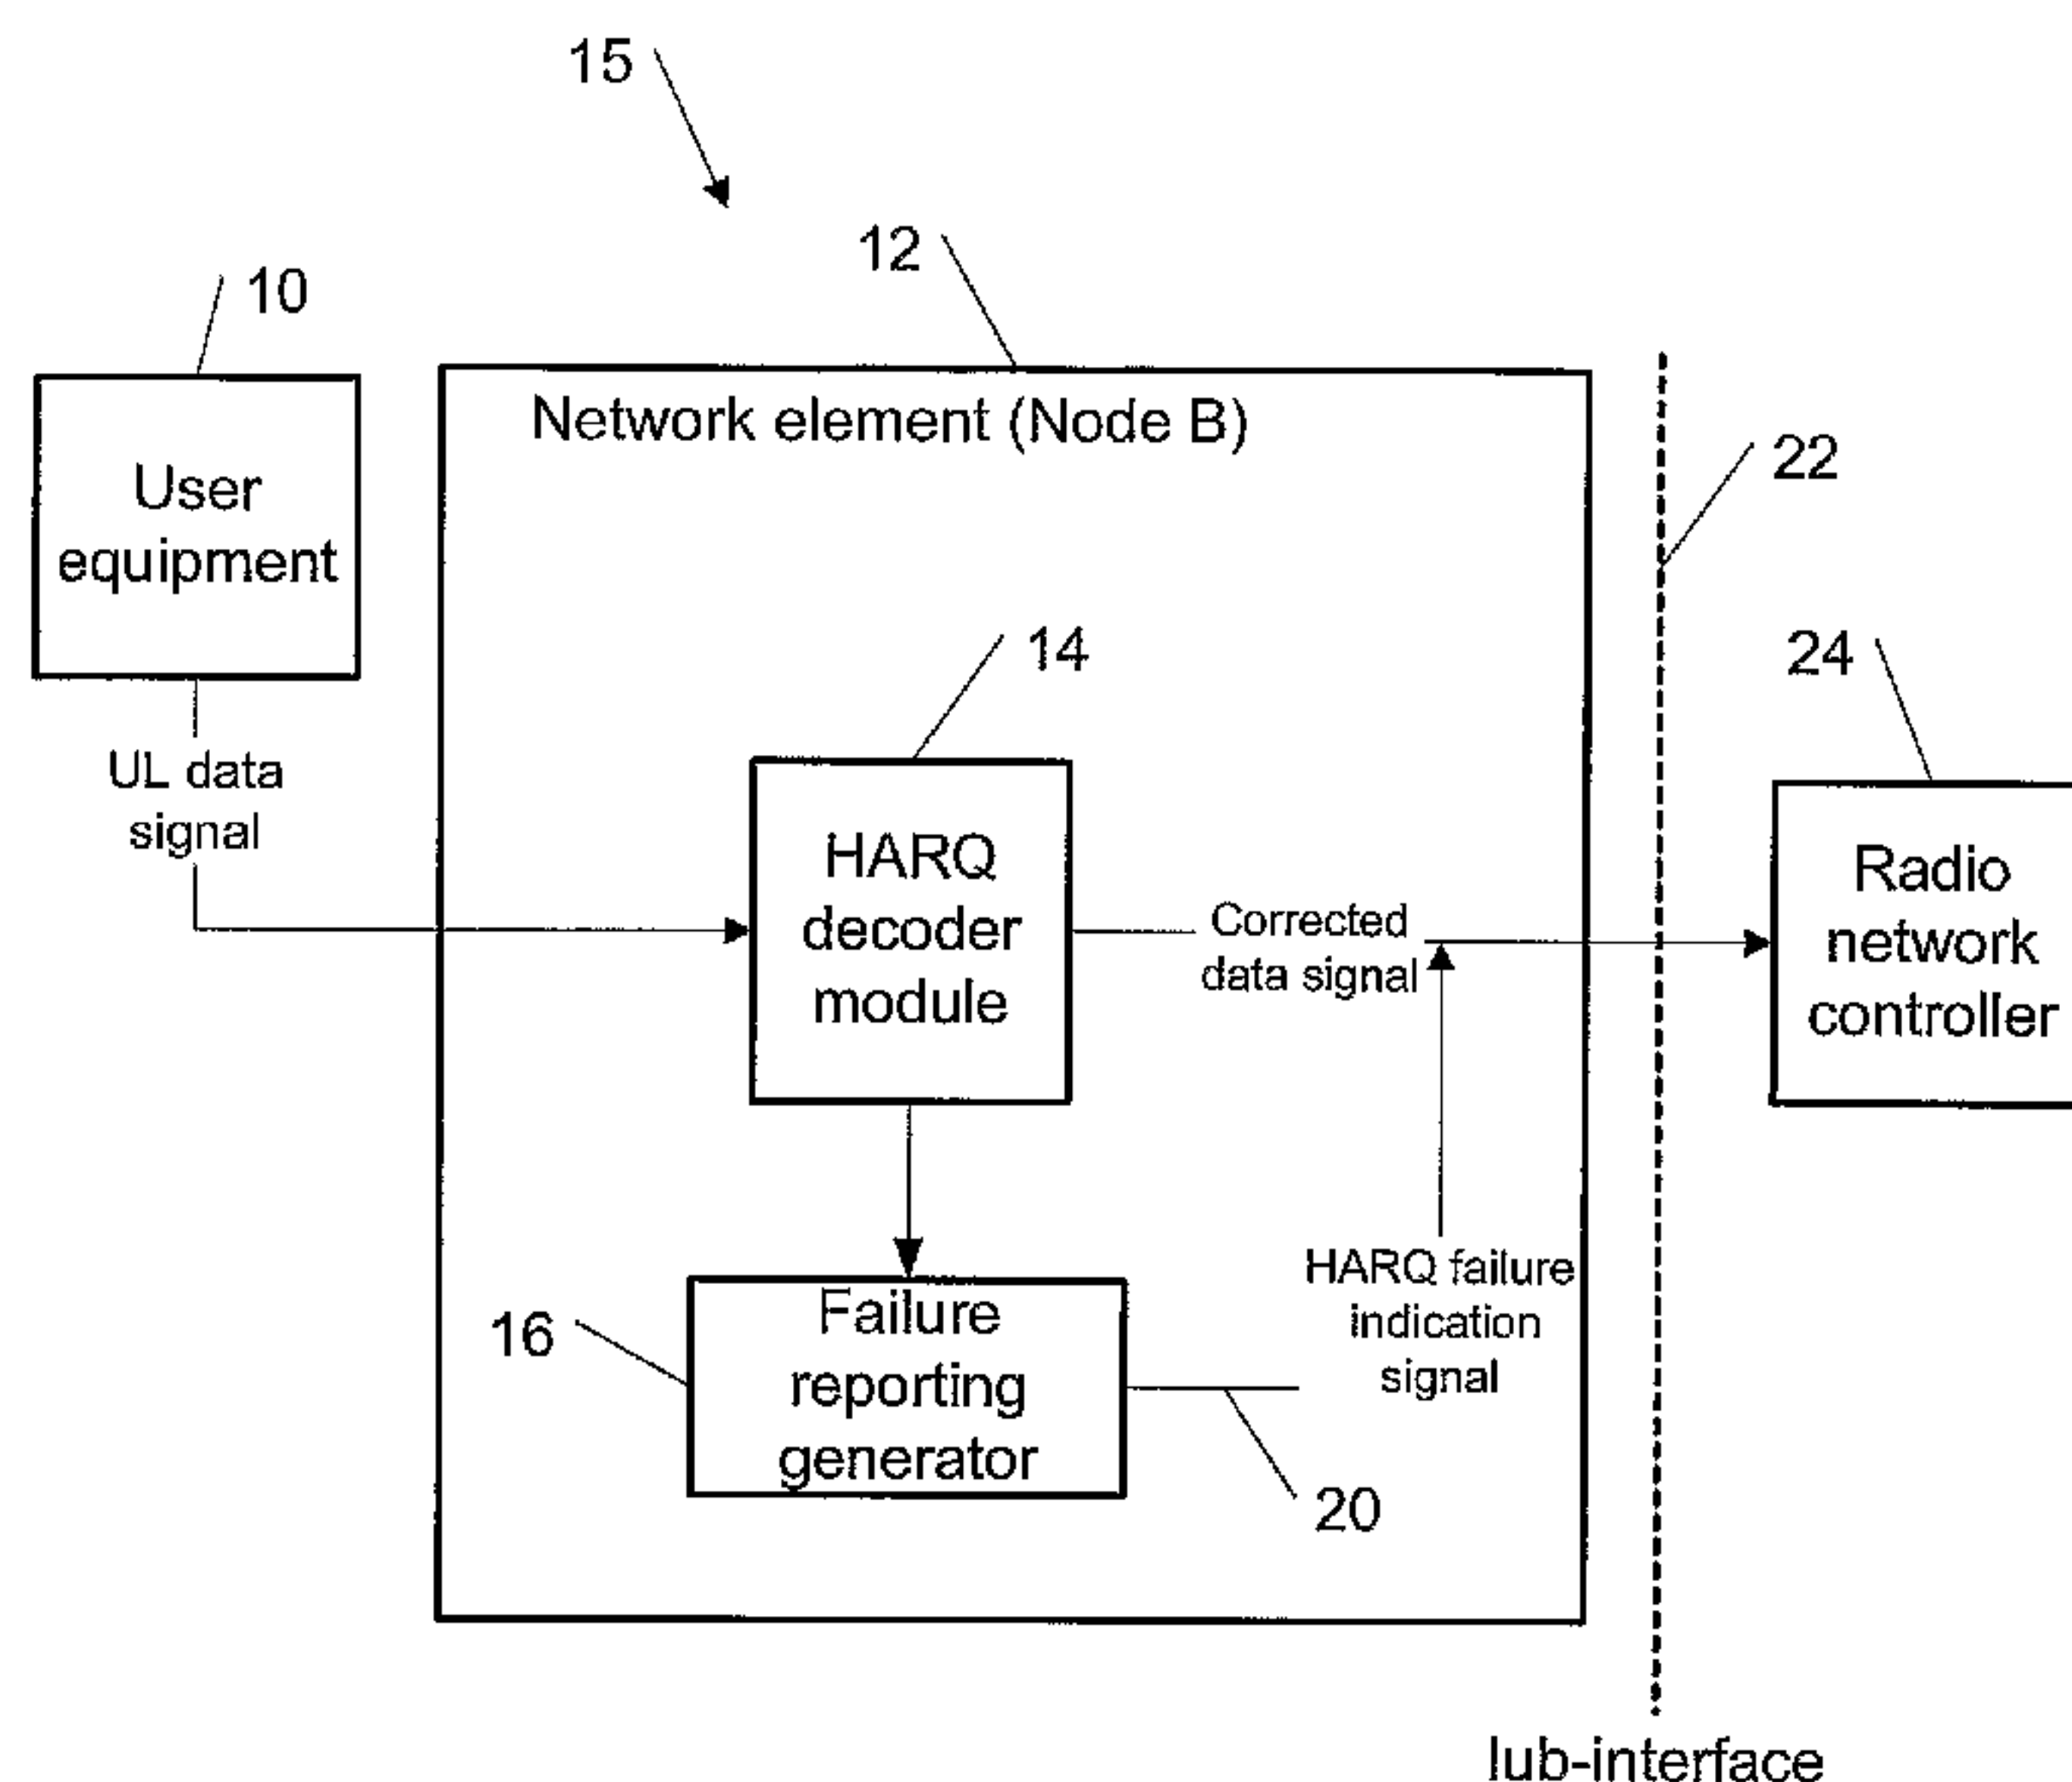 15
12
10
Network element (Node B)
User
equipment
22
14
24
UL data
signal
HARQ
decoder
module
Corrected
data signal
Radio
network
controller
16
Failure
reporting
generator
HARQ failure
indication
signal
20
Iub-interface